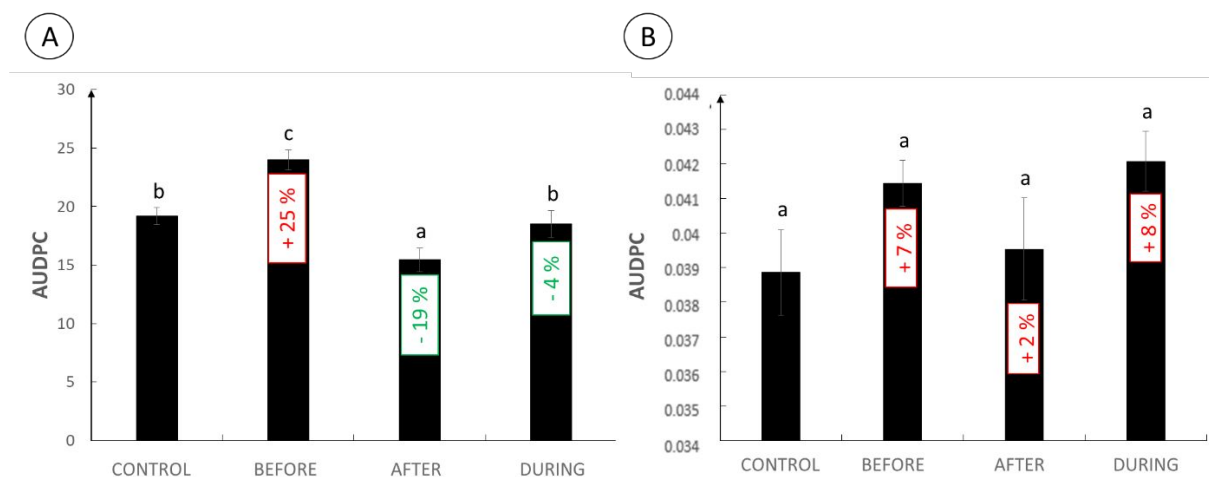 A
AUDPC
30
25
20
15
10
5
0
b
c
a
b
+ 25 %
- 19 %
- 4 %
CONTROL BEFORE AFTER DURING
B
AUDPC
0.044
0.043
0.042
0.041
0.04
0.039
0.038
0.037
0.036
0.035
0.034
a
a
a
a
+ 7 %
+ 2 %
+ 8 %
CONTROL BEFORE AFTER DURING